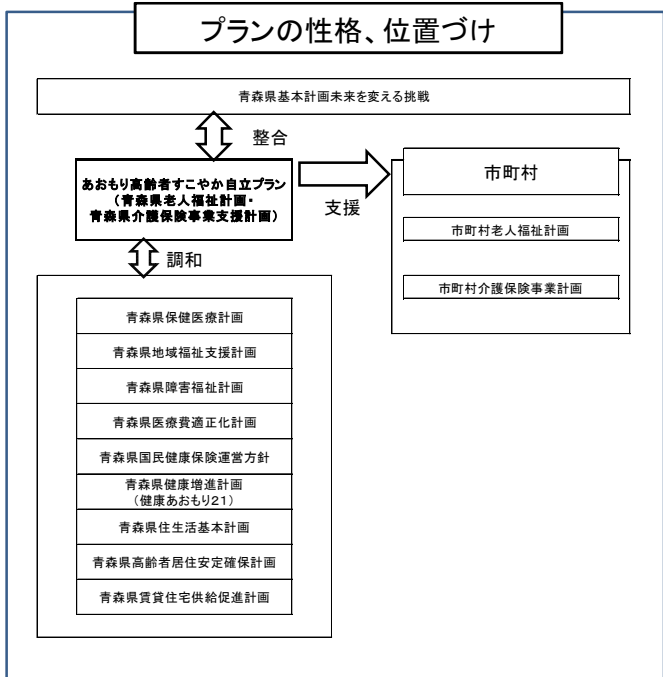 プランの性格、位置づけ
青森県基本計画未来を変える挑戦
整合
あおもり高齢者すこやか自立プラン
(青森県老人福祉計画・
青森県介護保険事業支援計画)
支援
市町村
市町村老人福祉計画
市町村介護保険事業計画
調和
青森県保健医療計画
青森県地域福祉支援計画
青森県障害福祉計画
青森県医療費適正化計画
青森県国民健康保険運営方針
青森県健康増進計画
(健康あおもり21)
青森県住生活基本計画
青森県高齢者居住安定確保計画
青森県賃貸住宅供給促進計画